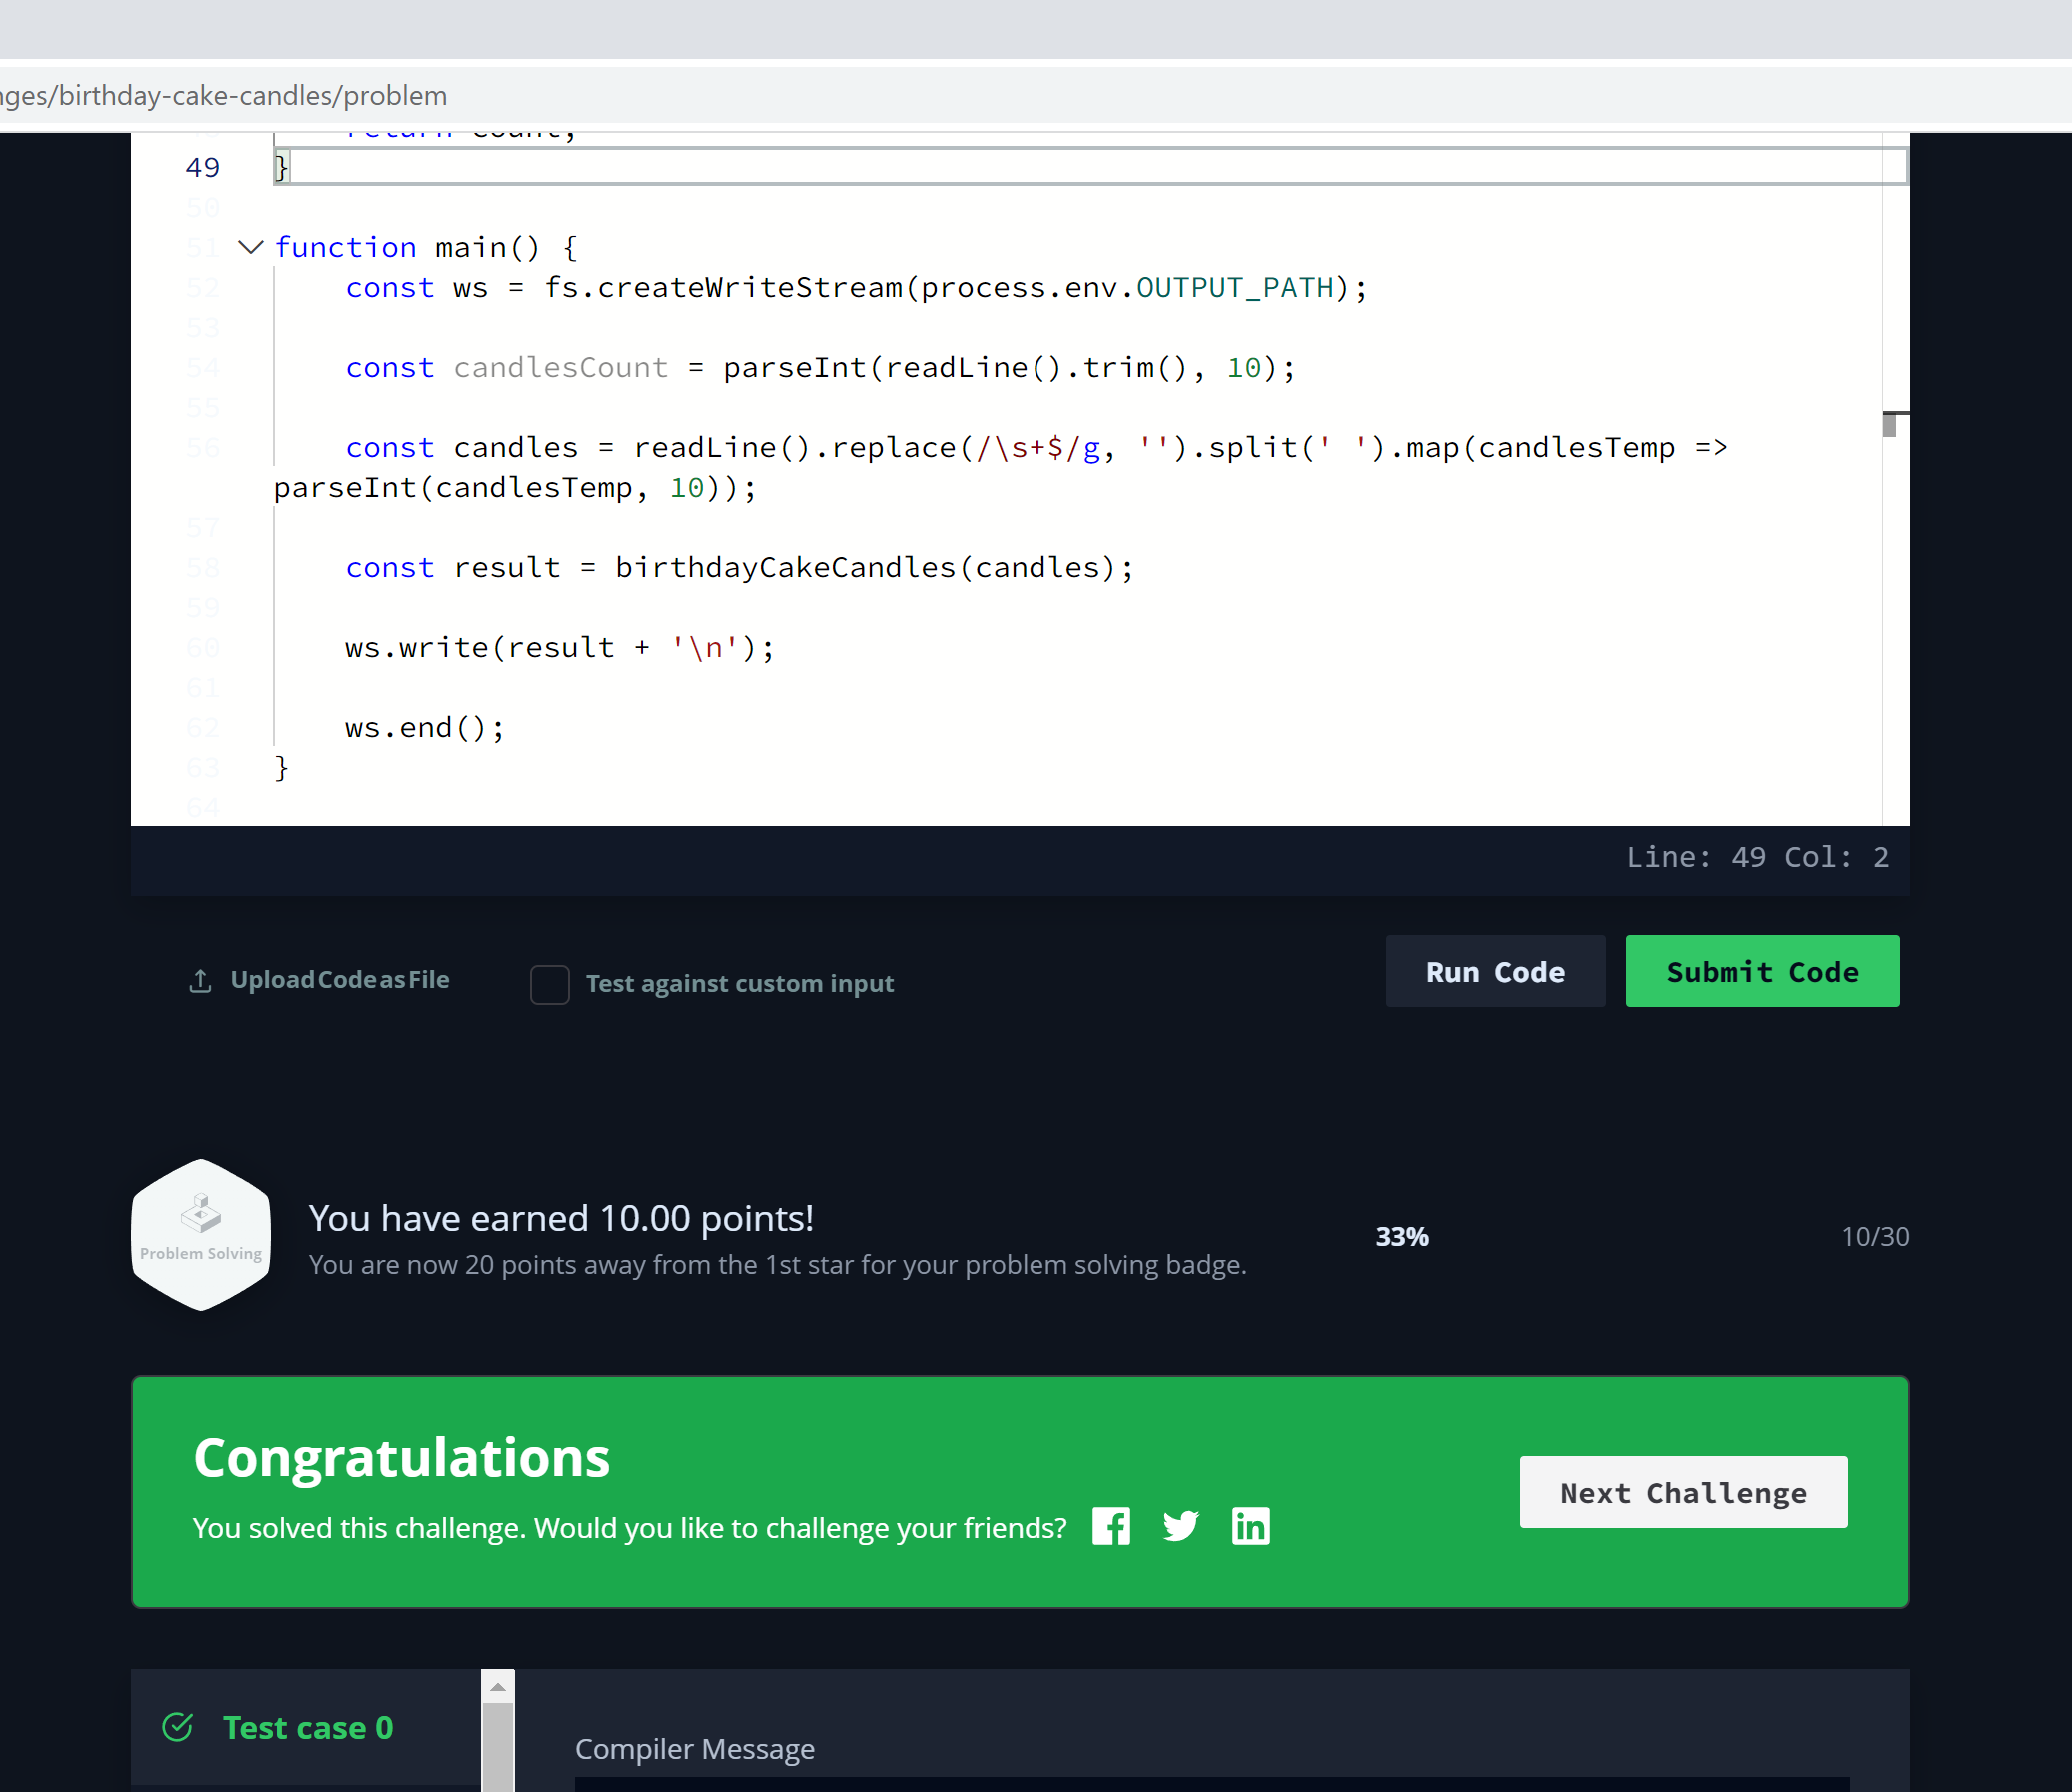 nges/birthday-cake-candles/problem
return count;
49 }
50
51 function main() {
52 const ws = fs.createWriteStream(process.env.OUTPUT_PATH);
53
54 const candlesCount = parseInt(readLine().trim(), 10);
55
56 const candles = readLine().replace(/\s+$/g, '').split(' ').map(candlesTemp =>
parseInt(candlesTemp, 10));
57
58 const result = birthdayCakeCandles(candles);
59
60 ws.write(result + '\n');
61
62 ws.end();
63 }
64
Line: 49 Col: 2
Upload Code as File
Test against custom input
Run Code
Submit Code
Problem Solving
You have earned 10.00 points!
You are now 20 points away from the 1st star for your problem solving badge.
33%
10/30
Congratulations
You solved this challenge. Would you like to challenge your friends?
Next Challenge
Test case 0
Compiler Message